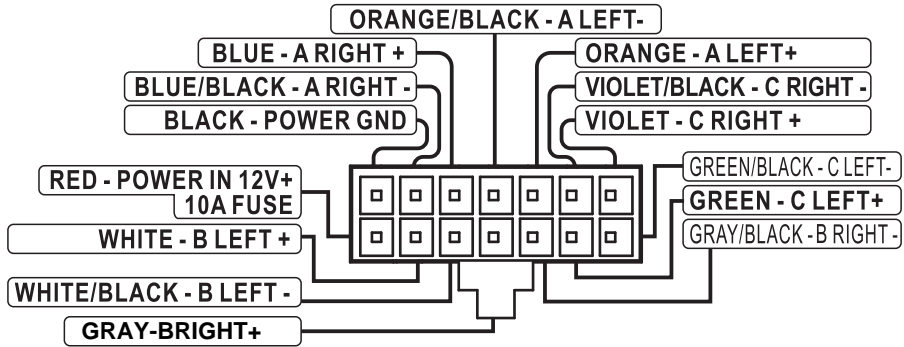 ORANGE/BLACK - A LEFT-
BLUE - A RIGHT +
ORANGE - A LEFT+
BLUE/BLACK - A RIGHT -
VIOLET/BLACK - C RIGHT -
BLACK - POWER GND
VIOLET - C RIGHT +
GREEN/BLACK - C LEFT-
RED - POWER IN 12V+
10A FUSE
GREEN - C LEFT+
WHITE - B LEFT +
GRAY/BLACK - B RIGHT -
WHITE/BLACK - B LEFT -
GRAY-BRIGHT+